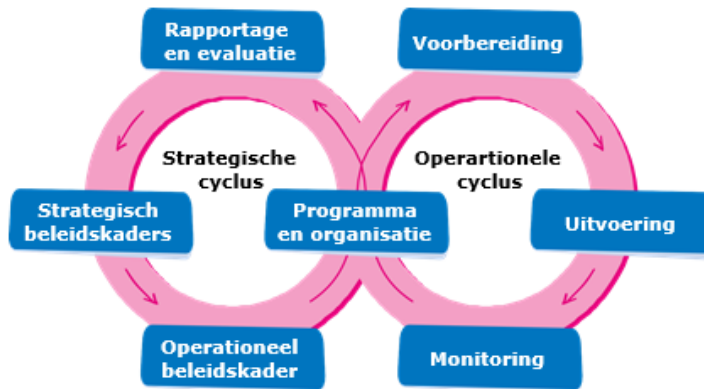 Rapportage
en evaluatie
Voorbereiding
Strategische
cyclus
Operartionele
cyclus
Strategisch
beleidskaders
Programma
en organisatie
Uitvoering
Operationeel
beleidskader
Monitoring